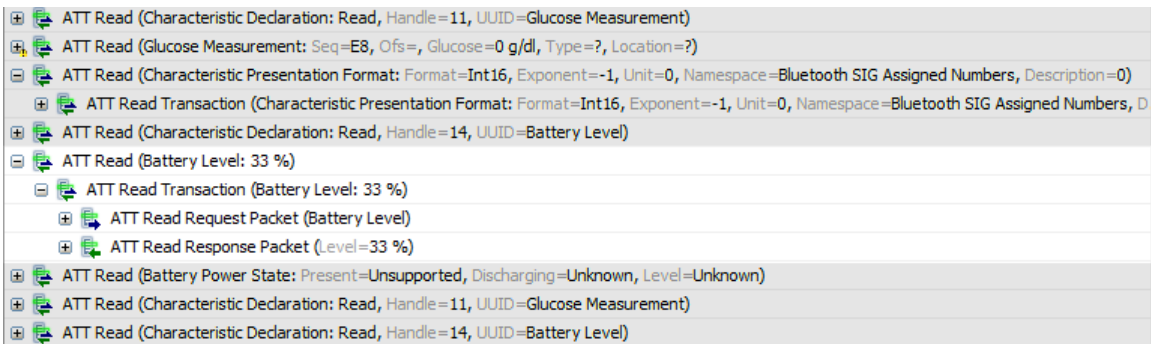 ATT Read (Characteristic Declaration: Read, Handle=11, UUID=Glucose Measurement)
ATT Read (Glucose Measurement: Seq=E8, Ofs=, Glucose=0 g/dl, Type=?, Location=?)
ATT Read (Characteristic Presentation Format: Format=Int16, Exponent=-1, Unit=0, Namespace=Bluetooth SIG Assigned Numbers, Description=0)
ATT Read Transaction (Characteristic Presentation Format: Format=Int16, Exponent=-1, Unit=0, Namespace=Bluetooth SIG Assigned Numbers, D
ATT Read (Characteristic Declaration: Read, Handle=14, UUID=Battery Level)
ATT Read (Battery Level: 33 %)
ATT Read Transaction (Battery Level: 33 %)
ATT Read Request Packet (Battery Level)
ATT Read Response Packet (Level=33 %)
ATT Read (Battery Power State: Present=Unsupported, Discharging=Unknown, Level=Unknown)
ATT Read (Characteristic Declaration: Read, Handle=11, UUID=Glucose Measurement)
ATT Read (Characteristic Declaration: Read, Handle=14, UUID=Battery Level)